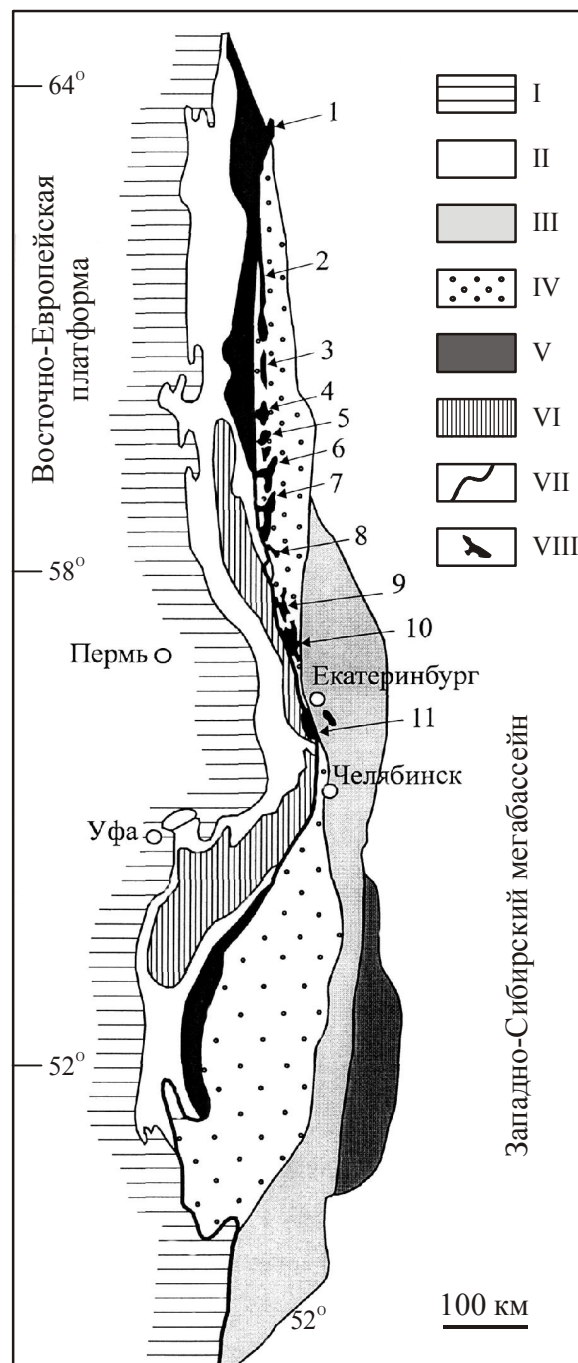 64°
1
I
II
III
2
IV
Восточно-Европейская
платформа
3
4
5
V
6
VI
7
VII
8
VIII
58°
9
Пермь
10
Екатеринбург
11
Челябинск
Уфа
Западно-Сибирский мегабассейн
52°
52°
100 км